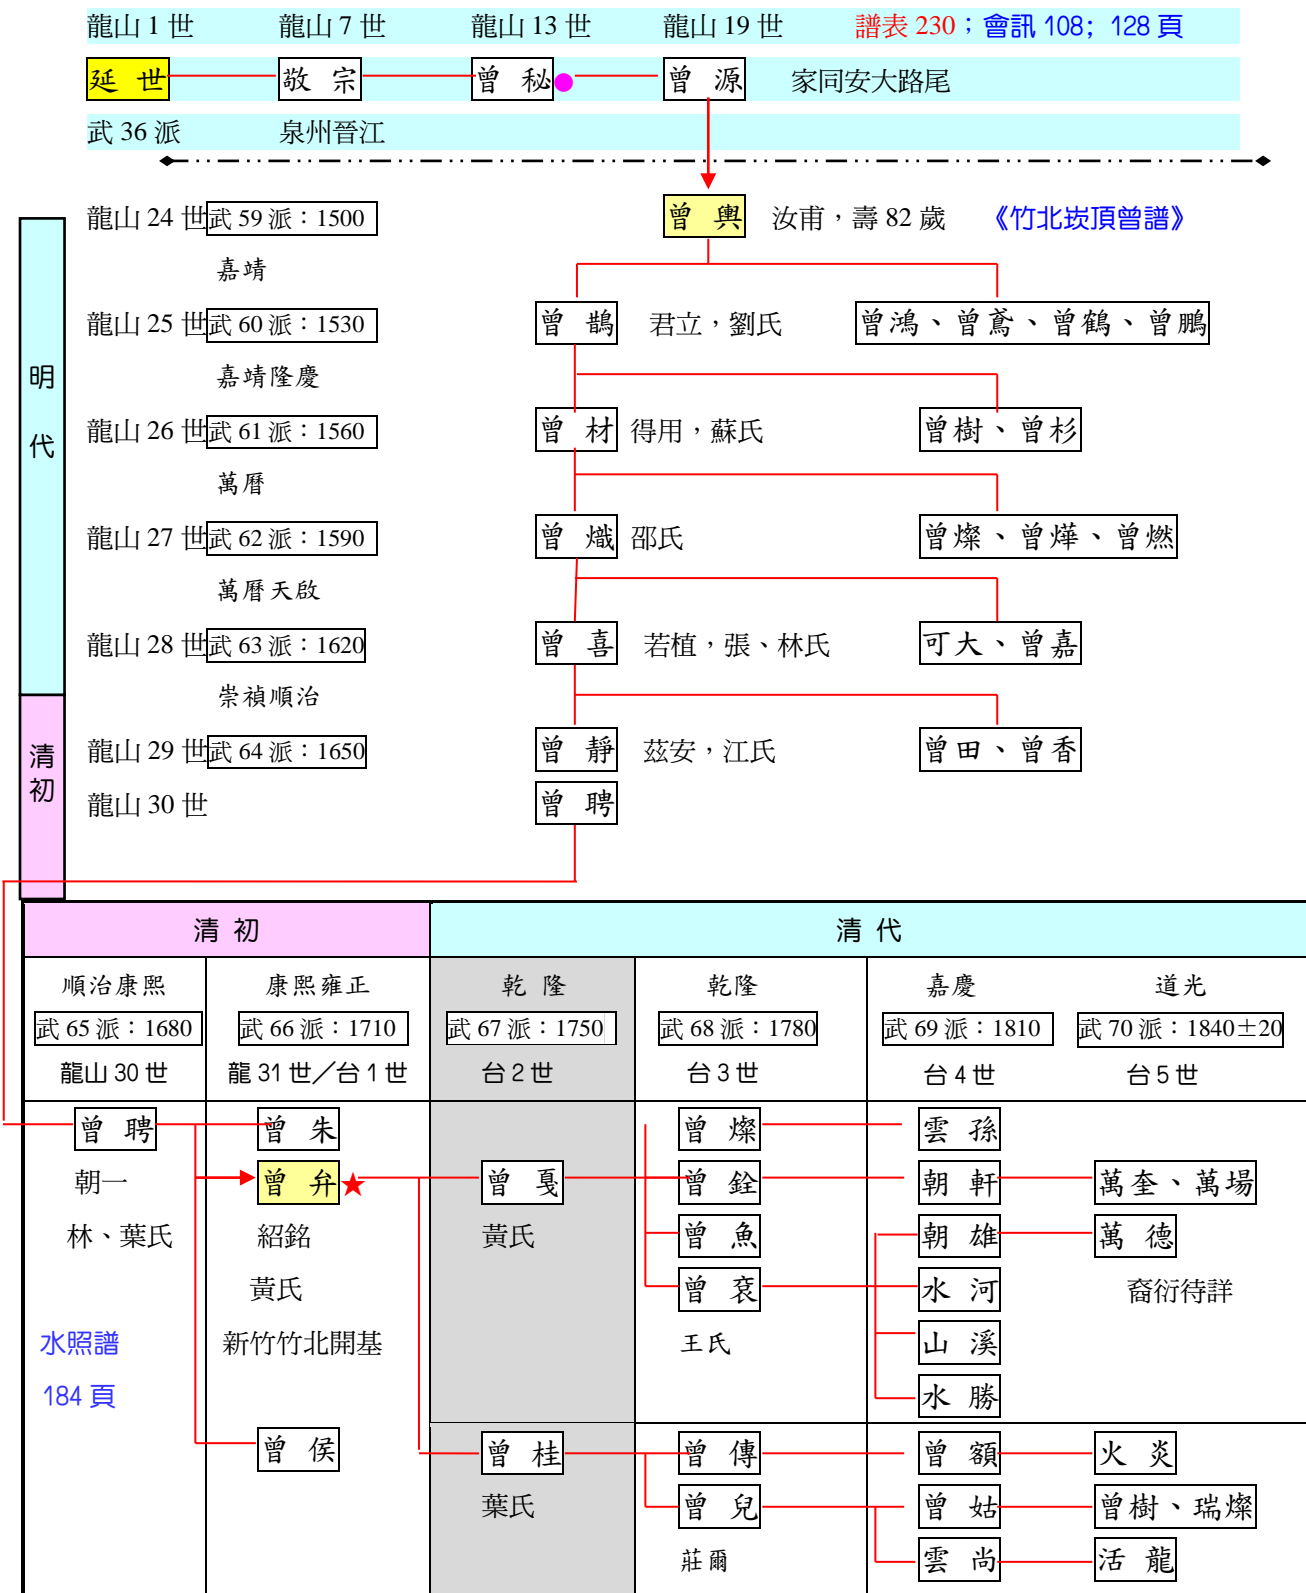 龍山 1 世 龍山 7 世 龍山 13 世 龍山 19 世 譜表 230；會訊 108；128 頁
延 世 敬 宗 曾 秘 曾 源 家同安大路尾
武 36 派 泉州晉江
龍山 24 世 武 59 派：1500 曾 輿 汝甫，壽 82 歲 《竹北崁頂曾譜》
嘉靖
龍山 25 世 武 60 派：1530 曾 鵲 君立，劉氏 曾鴻、曾鳶、曾鶴、曾鵬
嘉靖隆慶
明代
龍山 26 世 武 61 派：1560 曾 材 得用，蘇氏 曾樹、曾杉
萬曆
龍山 27 世 武 62 派：1590 曾 熾 邵氏 曾燦、曾燁、曾燃
萬曆天啟
龍山 28 世 武 63 派：1620 曾 喜 若植，張、林氏 可大、曾嘉
崇禎順治
清初
龍山 29 世 武 64 派：1650 曾 靜 茲安，江氏 曾田、曾香
龍山 30 世 曾 聘
清 初 清 代
順治康熙 康熙雍正 乾 隆 乾隆 嘉慶 道光
武 65 派：1680 武 66 派：1710 武 67 派：1750 武 68 派：1780 武 69 派：1810 武 70 派：1840±20
龍山 30 世 龍 31 世／台 1 世 台 2 世 台 3 世 台 4 世 台 5 世
曾 聘 曾 朱 曾 燦 雲 孫
朝一 曾 弁★ 曾 戛 曾 銓 朝 軒 萬奎、萬場
林、葉氏 紹銘 黃氏 曾 魚 朝 雄 萬 德
黃氏 曾 袞 水 河 裔衍待詳
水照譜 新竹竹北開基 王氏 山 溪
184 頁 水 勝
曾 侯 曾 桂 曾 傳 曾 額 火 炎
葉氏 曾 兒 曾 姑 曾樹、瑞燦
莊爾 雲 尚 活 龍